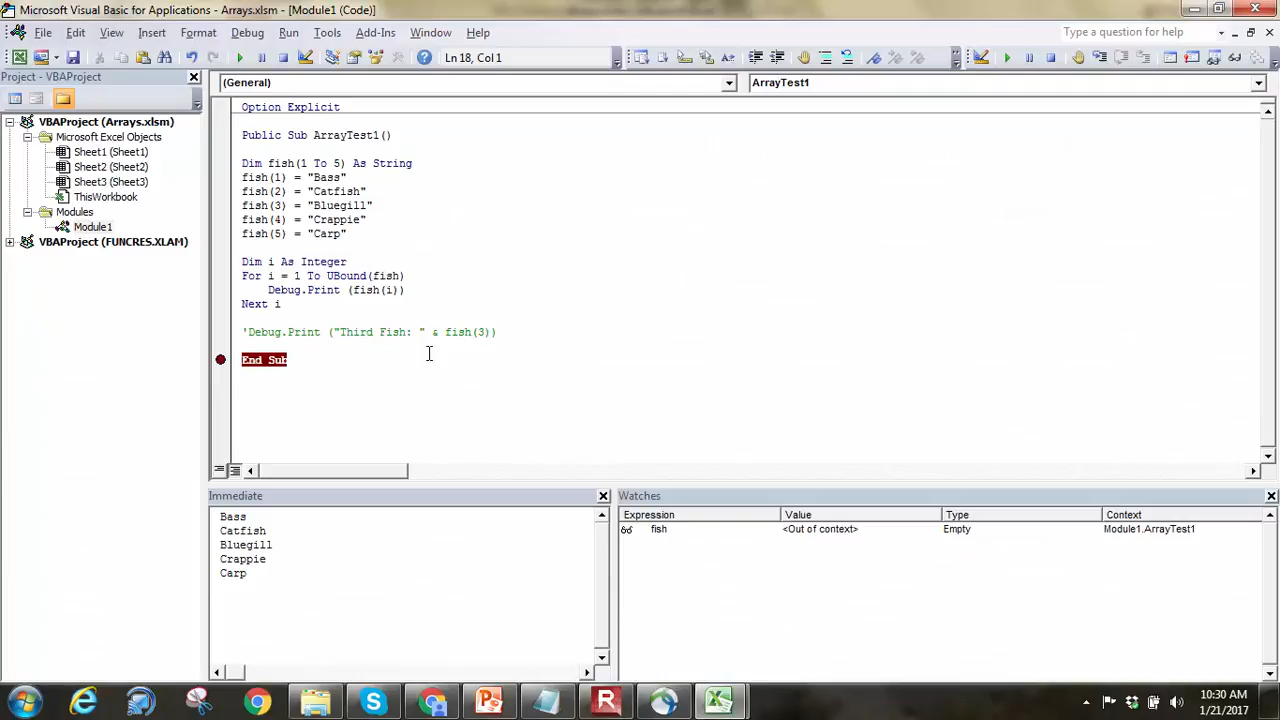 Microsoft Visual Basic for Applications - Arrays.xlsm - [Module1 (Code)]
File Edit View Insert Format Debug Run Tools Add-Ins Window Help
Type a question for help
Ln 18, Col 1
Project - VBAProject
(General)
ArrayTest1
VBAProject (Arrays.xlsm)
Microsoft Excel Objects
Sheet1 (Sheet1)
Sheet2 (Sheet2)
Sheet3 (Sheet3)
ThisWorkbook
Modules
Module1
VBAProject (FUNCRES.XLAM)
Option Explicit
Public Sub ArrayTest1()
Dim fish(1 To 5) As String
fish(1) = "Bass"
fish(2) = "Catfish"
fish(3) = "Bluegill"
fish(4) = "Crappie"
fish(5) = "Carp"
Dim i As Integer
For i = 1 To UBound(fish)
Debug.Print (fish(i))
Next i
'Debug.Print ("Third Fish: " & fish(3))
End Sub
Immediate
Bass
Catfish
Bluegill
Crappie
Carp
Watches
Expression Value Type Context
fish <Out of context> Empty Module1.ArrayTest1
10:30 AM
1/21/2017